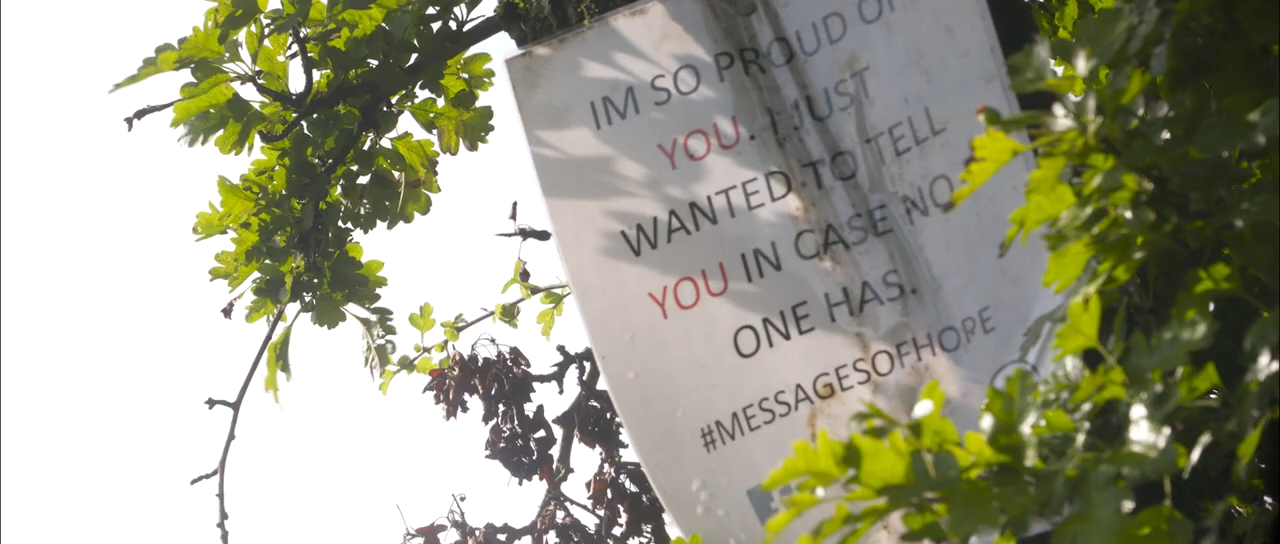 IM SO PROUD OF
YOU. I JUST
WANTED TO TELL
YOU IN CASE NO
ONE HAS.
#MESSAGESOFHOPE